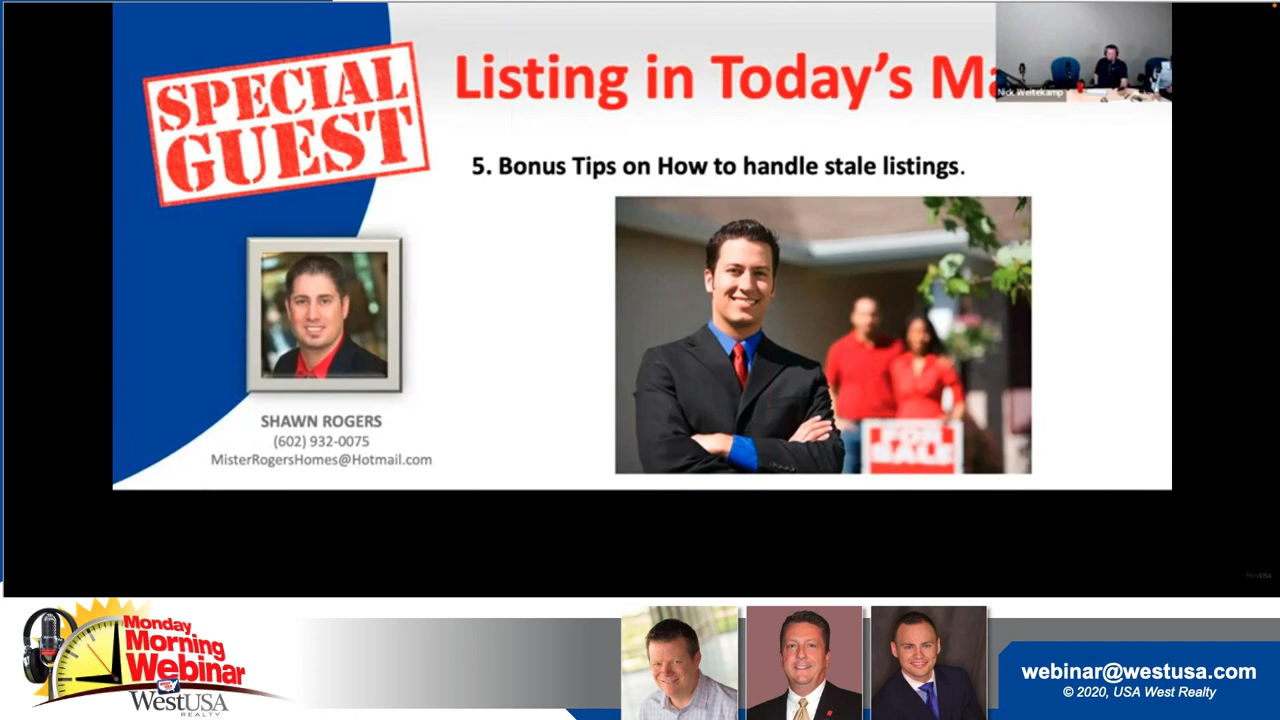 SPECIAL
GUEST
Listing in Today's Ma
Nick Weitekamp
5. Bonus Tips on How to handle stale listings.
FOR
SALE
SHAWN ROGERS
(602) 932-0075
MisterRogersHomes@Hotmail.com
WestUSA
Monday
Morning
Webinar
WestUSA
REALTY
webinar@westusa.com
© 2020, USA West Realty